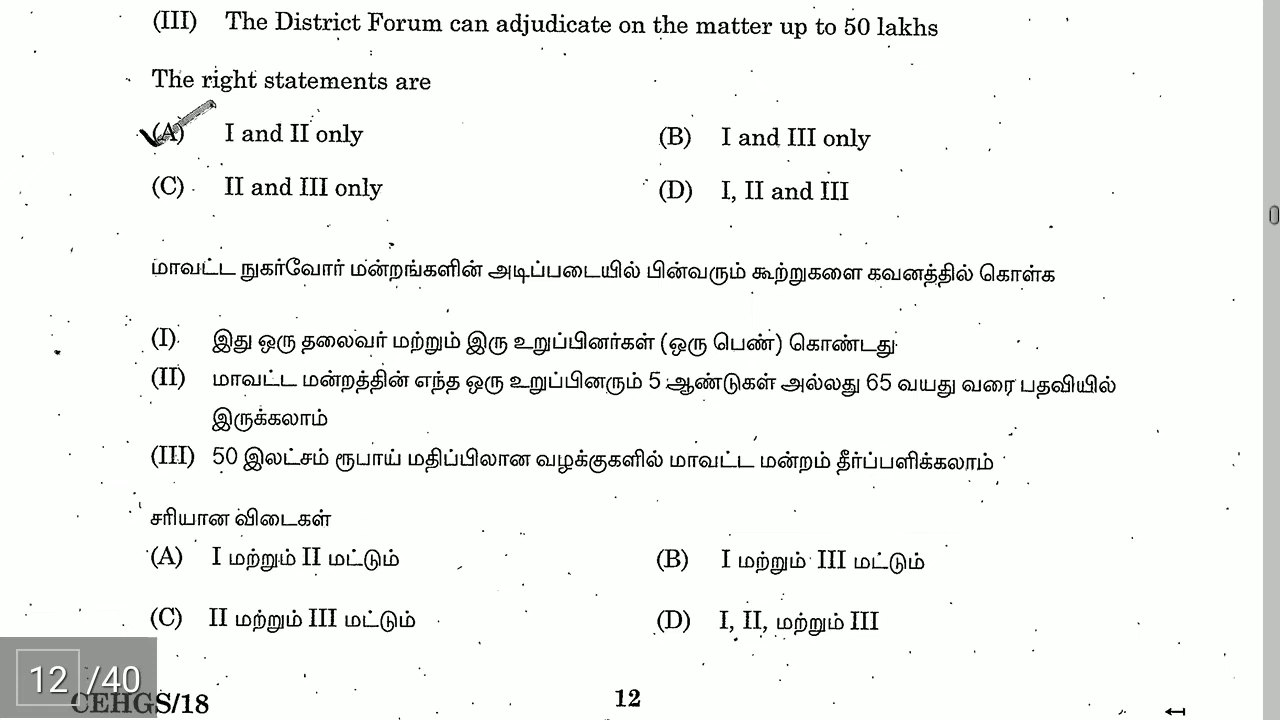 (III) The District Forum can adjudicate on the matter up to 50 lakhs
The right statements are
(A) I and II only (B) I and III only
(C) II and III only (D) I, II and III
மாவட்ட நுகர்வோர் மன்றங்களின் அடிப்படையில் பின்வரும் கூற்றுகளை கவனத்தில் கொள்க
(I) இது ஒரு தலைவர் மற்றும் இரு உறுப்பினர்கள் (ஒரு பெண்) கொண்டது
(II) மாவட்ட மன்றத்தின் எந்த ஒரு உறுப்பினரும் 5 ஆண்டுகள் அல்லது 65 வயது வரை பதவியில்
இருக்கலாம்
(III) 50 இலட்சம் ரூபாய் மதிப்பிலான வழக்குகளில் மாவட்ட மன்றம் தீர்ப்பளிக்கலாம்
சரியான விடைகள்
(A) I மற்றும் II மட்டும் (B) I மற்றும் III மட்டும்
(C) II மற்றும் III மட்டும் (D) I, II, மற்றும் III
12 /40
CEHGS/18 12